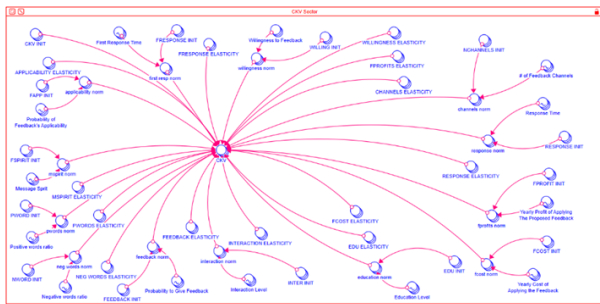 CKV Sector
CKV INIT
First Response Time
FRESPONSE INIT
Willingness to Feedback
WILLING INIT
WILLINGNESS ELASTICITY
NCHANNELS INIT
FRESPONSE ELASTICITY
first resp norm
willingness norm
FPROFITS ELASTICITY
# of Feedback Channels
APPLICABILITY ELASTICITY
applicability norm
CHANNELS ELASTICITY
channels norm
FAPP INIT
Probability of
Feedback's Applicability
Response Time
response norm
RESPONSE INIT
CKV
FSPIRIT INIT
mspirit norm
RESPONSE ELASTICITY
Message Spirit
MSPIRIT ELASTICITY
FPROFIT INIT
PWORD INIT
pwords norm
PWORDS ELASTICITY
FCOST ELASTICITY
fprofits norm
Yearly Profit of Applying
The Proposed Feedback
Positive words ratio
FEEDBACK ELASTICITY
INTERACTION ELASTICITY
EDU ELASTICITY
FCOST INIT
neg words norm
feedback norm
interaction norm
education norm
EDU INIT
fcost norm
NWORD INIT
NEG WORDS ELASTICITY
INTER INIT
Negative words ratio
FEEDBACK INIT
Probability to Give Feedback
Interaction Level
Education Level
Yearly Cost of
Applying the Feedback